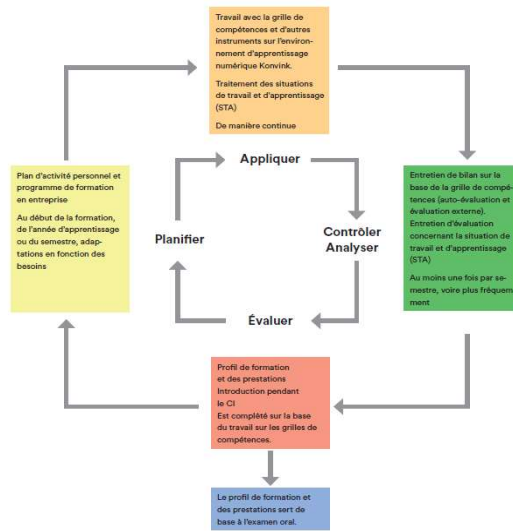 Travail avec la grille de
compétences et d'autres
instruments sur l'environ-
nement d'apprentissage
numérique Konvink.
Traitement des situations
de travail et d'apprentissage
(STA)
De manière continue
Appliquer
Plan d'activité personnel et
programme de formation
en entreprise
Au début de la formation,
de l'année d'apprentissage
ou du semestre, adap-
tations en fonction des
besoins
Planifier
Contrôler
Analyser
Entretien de bilan sur la
base de la grille de compé-
tences (auto-évaluation et
évaluation externe).
Entretien d'évaluation
concernant la situation de
travail et d'apprentissage
(STA)
Au moins une fois par se-
mestre, voire plus fréquem
ment
Évaluer
Profil de formation
et des prestations
Introduction pendant
le CI
Est complété sur la base
du travail sur les grilles de
compétences.
Le profil de formation et
des prestations sert de
base à l'examen oral.